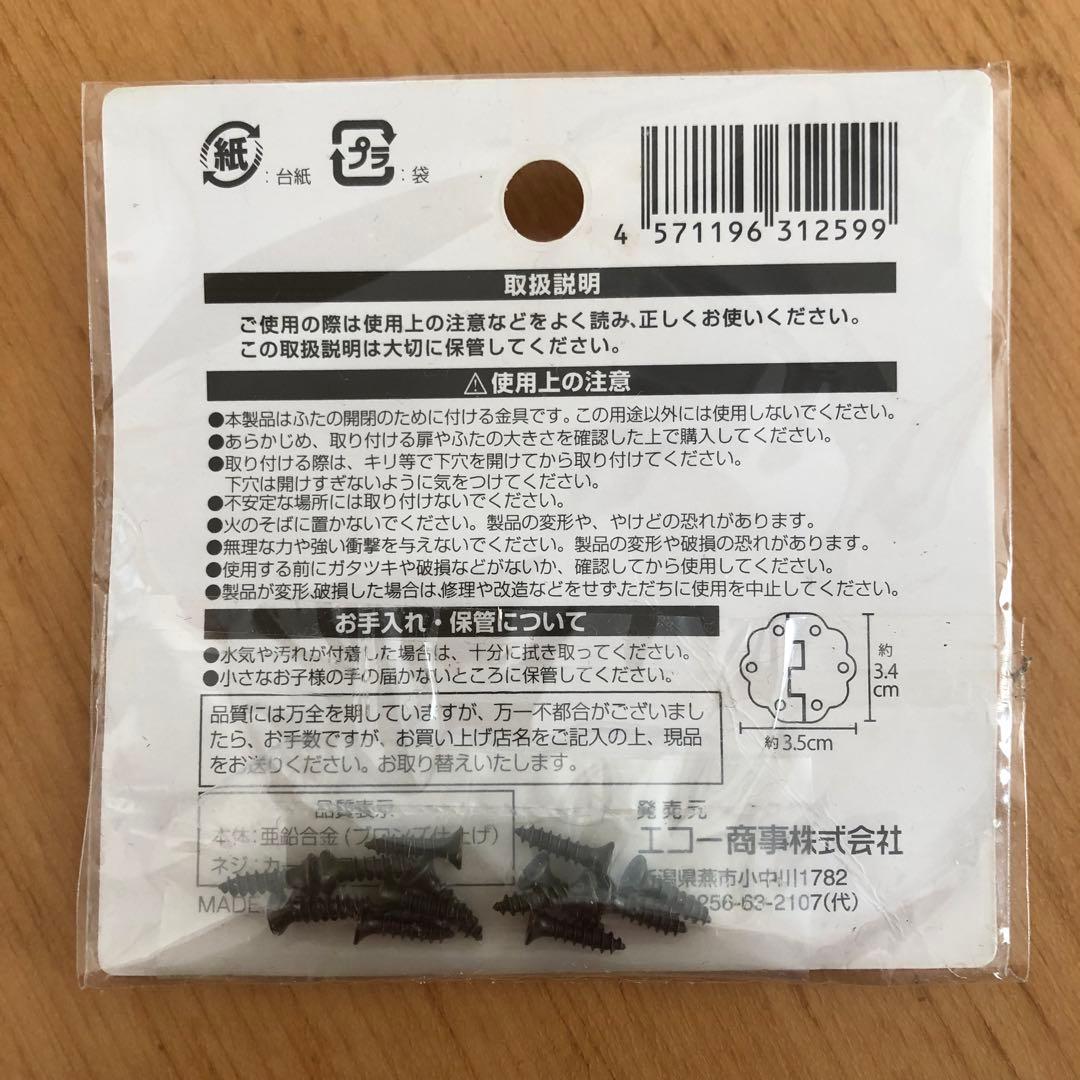 紙
:台紙
プラ
:袋
4 571196 312599
取扱説明
ご使用の際は使用上の注意などをよく読み、正しくお使いください。
この取扱説明は大切に保管してください。
⚠使用上の注意
●本製品はふたの開閉のために付ける金具です。この用途以外には使用しないでください。
●あらかじめ、取り付ける扉やふたの大きさを確認した上で購入してください。
●取り付ける際は、キリ等で下穴を開けてから取り付けてください。
下穴は開けすぎないように気をつけてください。
●不安定な場所には取り付けないでください。
●火のそばに置かないでください。製品の変形や、やけどの恐れがあります。
●無理な力や強い衝撃を与えないでください。製品の変形や破損の恐れがあります。
●使用する前にガタツキや破損などがないか、確認してから使用してください。
●製品が変形、破損した場合は、修理や改造などをせず、ただちに使用を中止してください。
お手入れ・保管について
●水気や汚れが付着した場合は、十分に拭き取ってください。
●小さなお子様の手の届かないところに保管してください。
約
3.4
cm
約3.5cm
品質には万全を期していますが、万一不都合がございまし
たら、お手数ですが、お買い上げ店名をご記入の上、現品
をお送りください。お取り替えいたします。
品質表示
本体:亜鉛合金(ブロンズ仕上げ)
ネジ:カー
MADE
発売元
エコー商事株式会社
新潟県燕市小中川1782
256-63-2107(代)